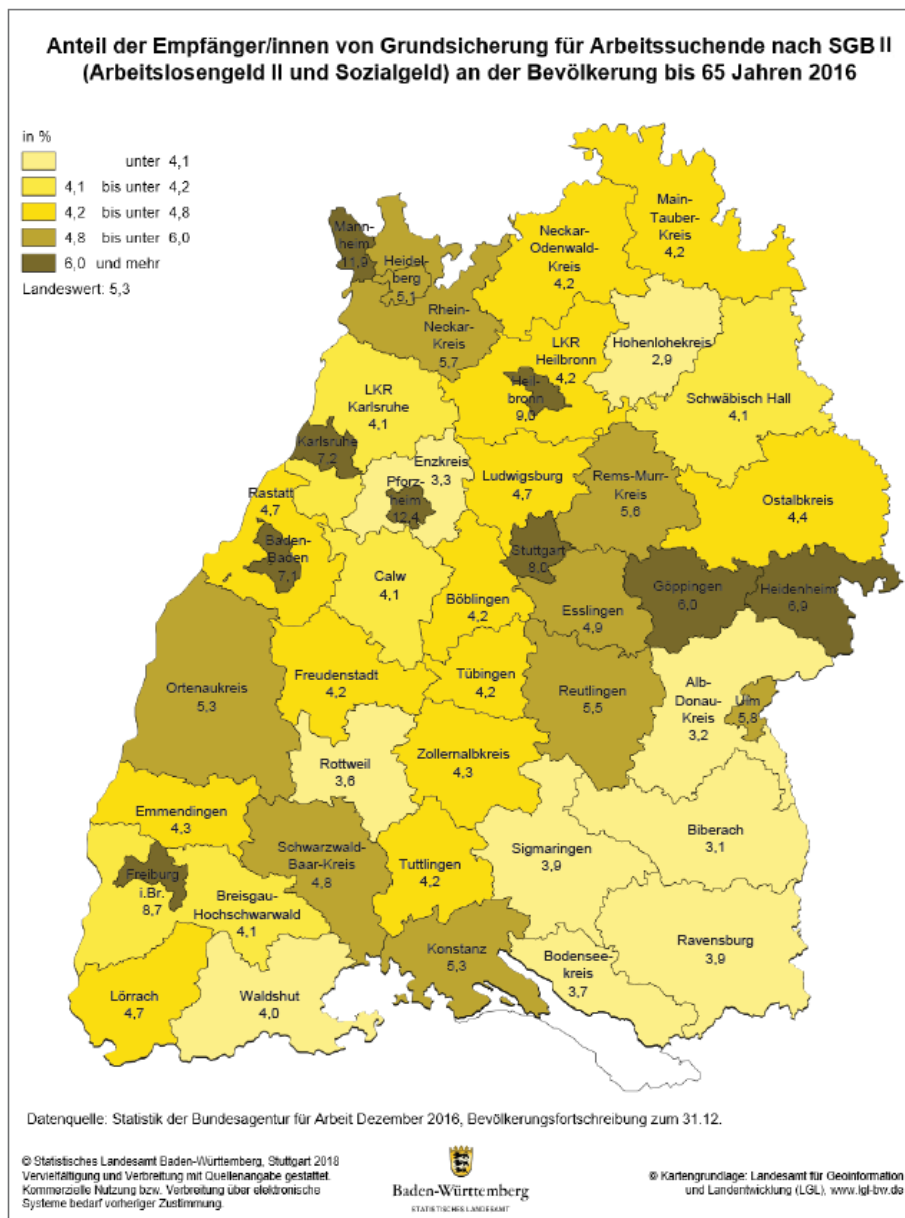 Anteil der Empfänger/innen von Grundsicherung für Arbeitssuchende nach SGB II
(Arbeitslosengeld II und Sozialgeld) an der Bevölkerung bis 65 Jahren 2016
in %
unter 4,1
4,1 bis unter 4,2
4,2 bis unter 4,8
4,8 bis unter 6,0
6,0 und mehr
Landeswert: 5,3
Main-
Tauber-
Kreis
4,2
Neckar-
Odenwald-
Kreis
4,2
Mann-
heim
11,9
Heidel-
berg
5,1
Rhein-
Neckar-
Kreis
5,7
LKR
Heilbronn
4,2
Hohenlohekreis
2,9
Heil-
bronn
9,0
Schwäbisch Hall
4,1
LKR
Karlsruhe
4,1
Karlsruhe
7,2
Enzkreis
3,3
Pforz-
heim
12,4
Ludwigsburg
4,7
Rems-Murr-
Kreis
5,6
Ostalbkreis
4,4
Rastatt
4,7
Baden-
Baden
7,1
Stuttgart
8,0
Calw
4,1
Böblingen
4,2
Esslingen
4,9
Göppingen
6,0
Heidenheim
6,9
Ortenaukreis
5,3
Freudenstadt
4,2
Tübingen
4,2
Reutlingen
5,5
Alb-
Donau-
Kreis
3,2
Ulm
5,8
Rottweil
3,6
Zollernalbkreis
4,3
Emmendingen
4,3
Schwarzwald-
Baar-Kreis
4,8
Tuttlingen
4,2
Sigmaringen
3,9
Biberach
3,1
Freiburg
i.Br.
8,7
Breisgau-
Hochschwarwald
4,1
Konstanz
5,3
Bodensee-
kreis
3,7
Ravensburg
3,9
Lörrach
4,7
Waldshut
4,0
Datenquelle: Statistik der Bundesagentur für Arbeit Dezember 2016, Bevölkerungsfortschreibung zum 31.12.
© Statistisches Landesamt Baden-Württemberg, Stuttgart 2018
Vervielfältigung und Verbreitung mit Quellenangabe gestattet.
Kommerzielle Nutzung bzw. Verbreitung über elektronische
Systeme bedarf vorheriger Zustimmung.
Baden-Württemberg
STATISTISCHES LANDESAMT
© Kartengrundlage: Landesamt für Geoinformation
und Landentwicklung (LGL), www.lgl-bw.de